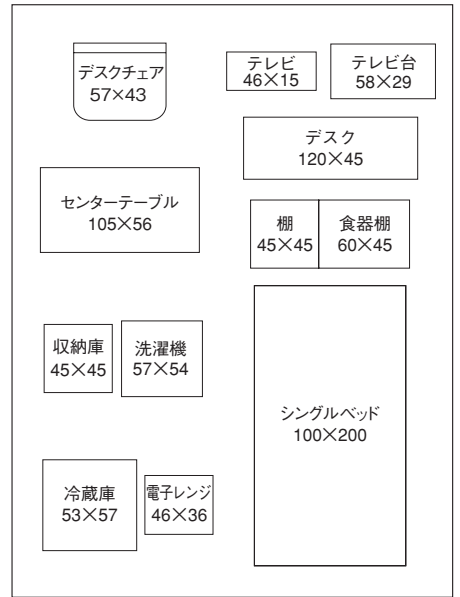 デスクチェア
57×43
テレビ
46×15
テレビ台
58×29
デスク
120×45
センターテーブル
105×56
棚
45×45
食器棚
60×45
収納庫
45×45
洗濯機
57×54
シングルベッド
100×200
冷蔵庫
53×57
電子レンジ
46×36